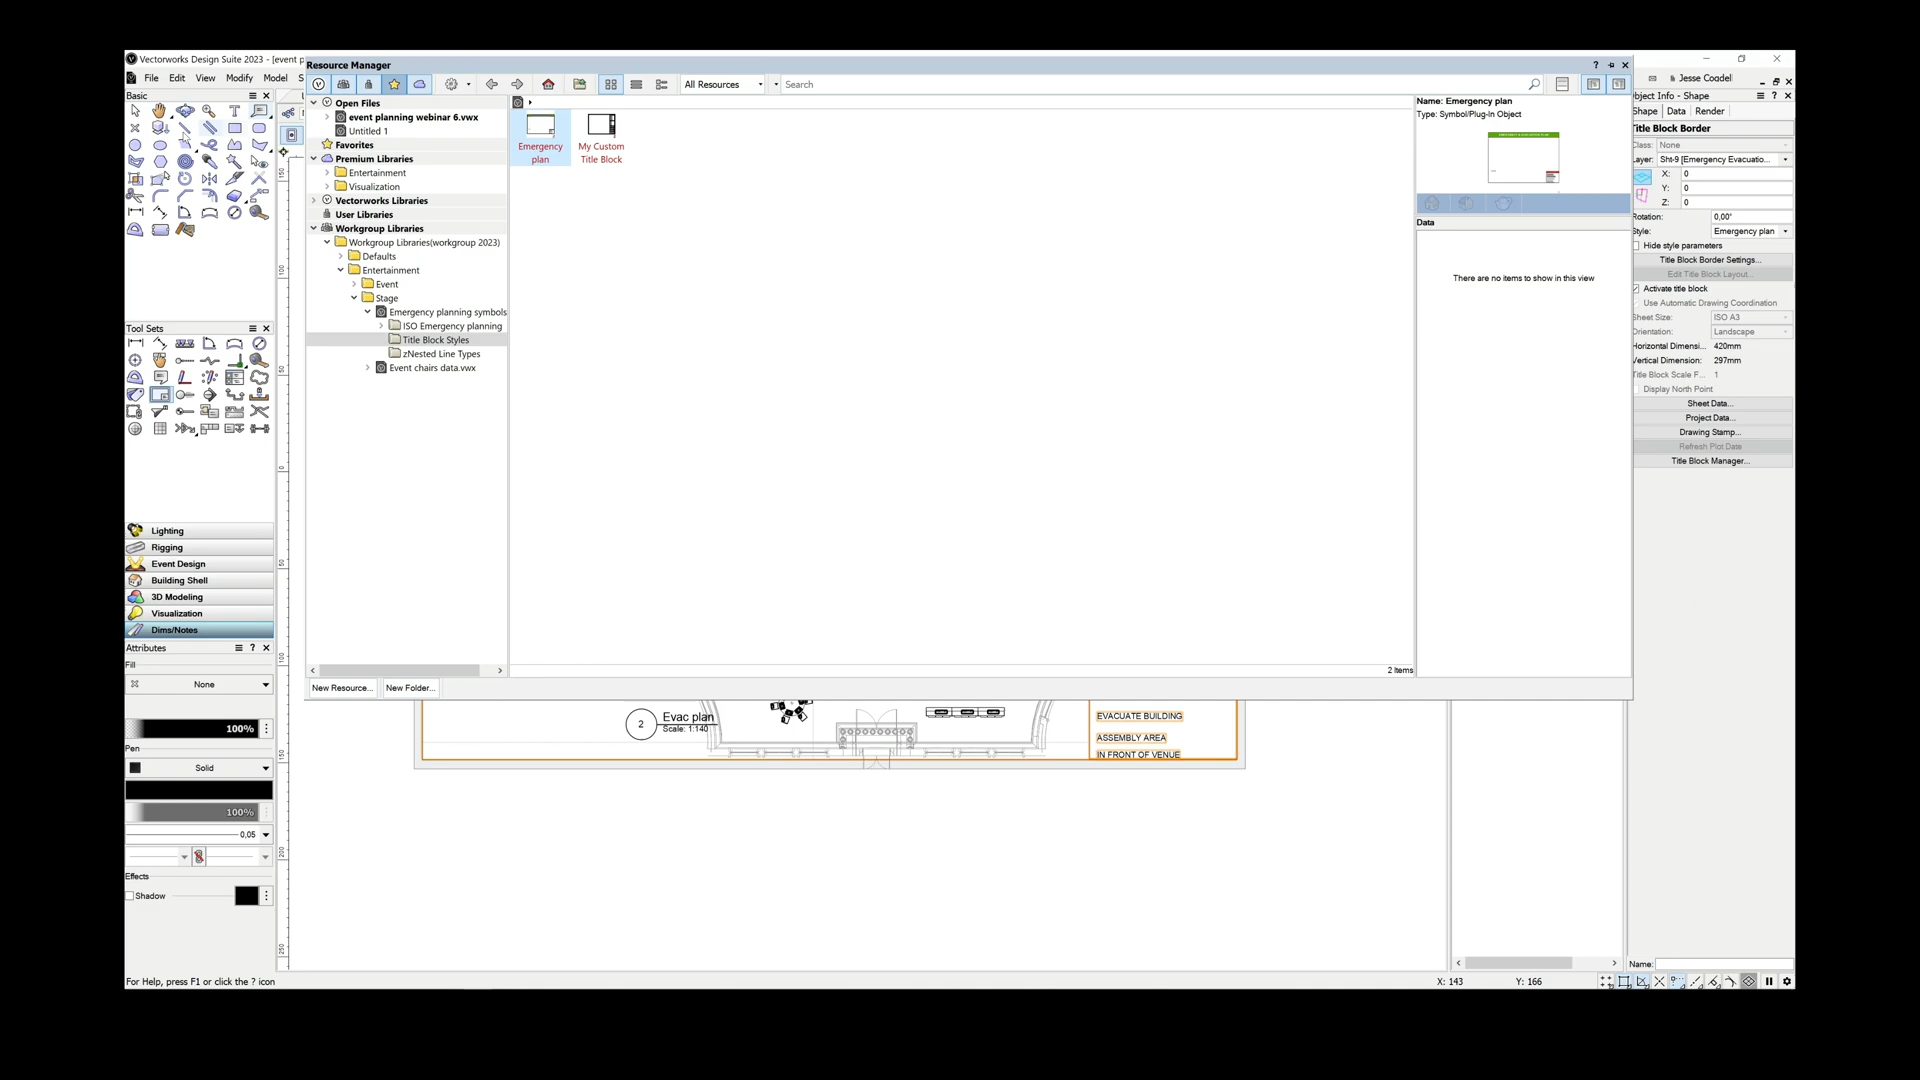 Vectorworks Design Suite 2023 - [event p
File Edit View Modify Model S
Jesse Cogdell
Basic
Tool Sets
Lighting
Rigging
Event Design
Building Shell
3D Modeling
Visualization
Dims/Notes
Attributes
Fill
None
100%
Pen
Solid
100%
0,05
Effects
Shadow
For Help, press F1 or click the ? icon
Resource Manager
All Resources
Search
Open Files
event planning webinar 6.vwx
Untitled 1
Favorites
Premium Libraries
Entertainment
Visualization
Vectorworks Libraries
User Libraries
Workgroup Libraries
Workgroup Libraries(workgroup 2023)
Defaults
Entertainment
Event
Stage
Emergency planning symbols
ISO Emergency planning
Title Block Styles
zNested Line Types
Event chairs data.vwx
Emergency plan
My Custom Title Block
2 Items
New Resource...
New Folder...
Name: Emergency plan
Type: Symbol/Plug-In Object
Data
There are no items to show in this view
150
100
50
0
50
100
150
200
250
2
Evac plan
Scale: 1:140
EVACUATE BUILDING
ASSEMBLY AREA
IN FRONT OF VENUE
bject Info - Shape
Shape Data Render
Title Block Border
Class: None
Layer: Sht-9 [Emergency Evacuatio...
X: 0
Y: 0
Z: 0
Rotation: 0,00°
Style: Emergency plan
Hide style parameters
Title Block Border Settings...
Edit Title Block Layout...
Activate title block
Use Automatic Drawing Coordination
Sheet Size: ISO A3
Orientation: Landscape
Horizontal Dimensi... 420mm
Vertical Dimension: 297mm
Title Block Scale F... 1
Display North Point
Sheet Data...
Project Data...
Drawing Stamp...
Refresh Plot Date
Title Block Manager...
Name:
X: 143
Y: 166